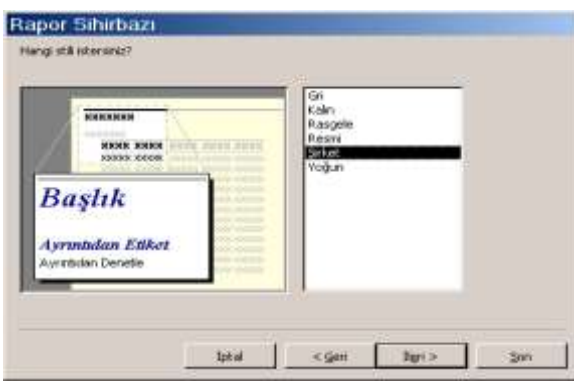 Rapor Sihirbazı
Hangi stili istersiniz?
Başlık
Ayrıntıdan Etiket
Ayrıntıdan Denetle
Gri
Kalın
Rasgele
Resmi
Şirket
Yoğun
İptal
< Geri
İleri >
Son